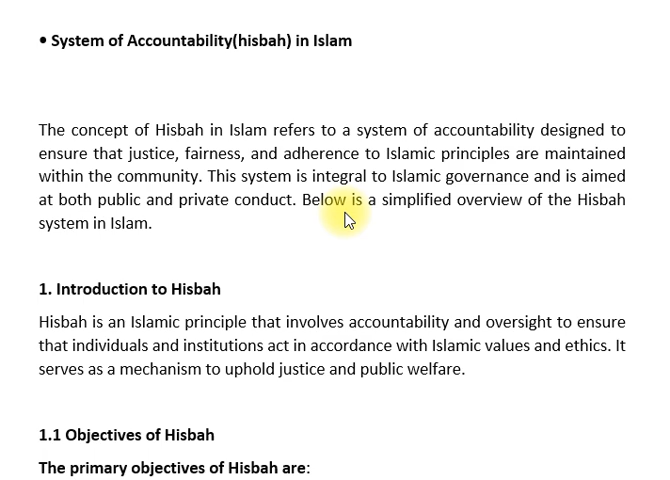 • System of Accountability(hisbah) in Islam
The concept of Hisbah in Islam refers to a system of accountability designed to
ensure that justice, fairness, and adherence to Islamic principles are maintained
within the community. This system is integral to Islamic governance and is aimed
at both public and private conduct. Below is a simplified overview of the Hisbah
system in Islam.
1. Introduction to Hisbah
Hisbah is an Islamic principle that involves accountability and oversight to ensure
that individuals and institutions act in accordance with Islamic values and ethics. It
serves as a mechanism to uphold justice and public welfare.
1.1 Objectives of Hisbah
The primary objectives of Hisbah are: